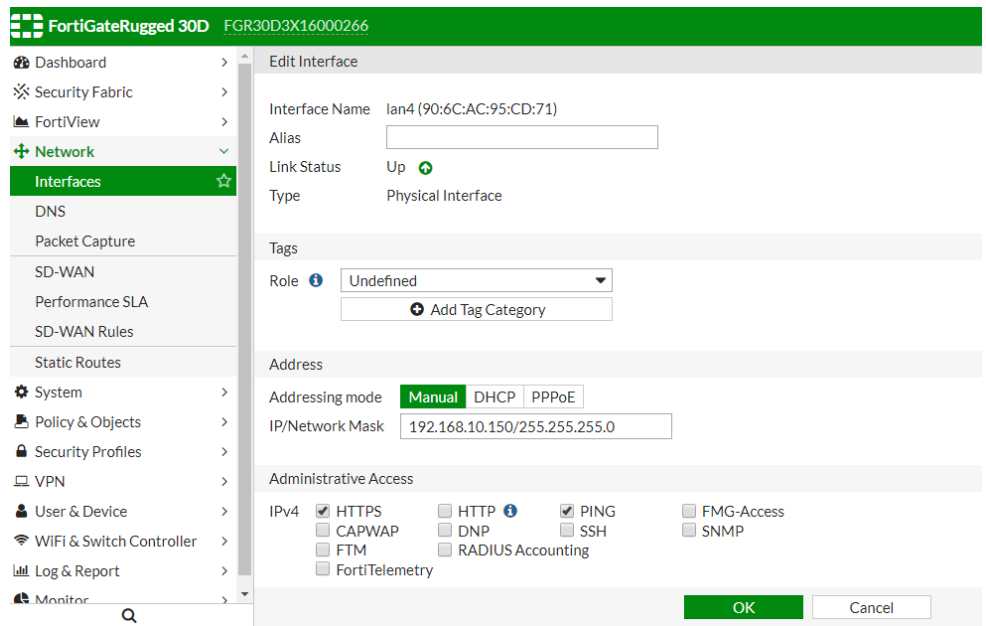 FortiGateRugged 30D FGR30D3X16000266
Dashboard
Security Fabric
FortiView
Network
Interfaces
DNS
Packet Capture
SD-WAN
Performance SLA
SD-WAN Rules
Static Routes
System
Policy & Objects
Security Profiles
VPN
User & Device
WiFi & Switch Controller
Log & Report
Monitor
Edit Interface
Interface Name lan4 (90:6C:AC:95:CD:71)
Alias
Link Status Up
Type Physical Interface
Tags
Role Undefined
Add Tag Category
Address
Addressing mode Manual DHCP PPPoE
IP/Network Mask 192.168.10.150/255.255.255.0
Administrative Access
IPv4 HTTPS HTTP PING FMG-Access
CAPWAP DNP SSH SNMP
FTM RADIUS Accounting
FortiTelemetry
OK Cancel